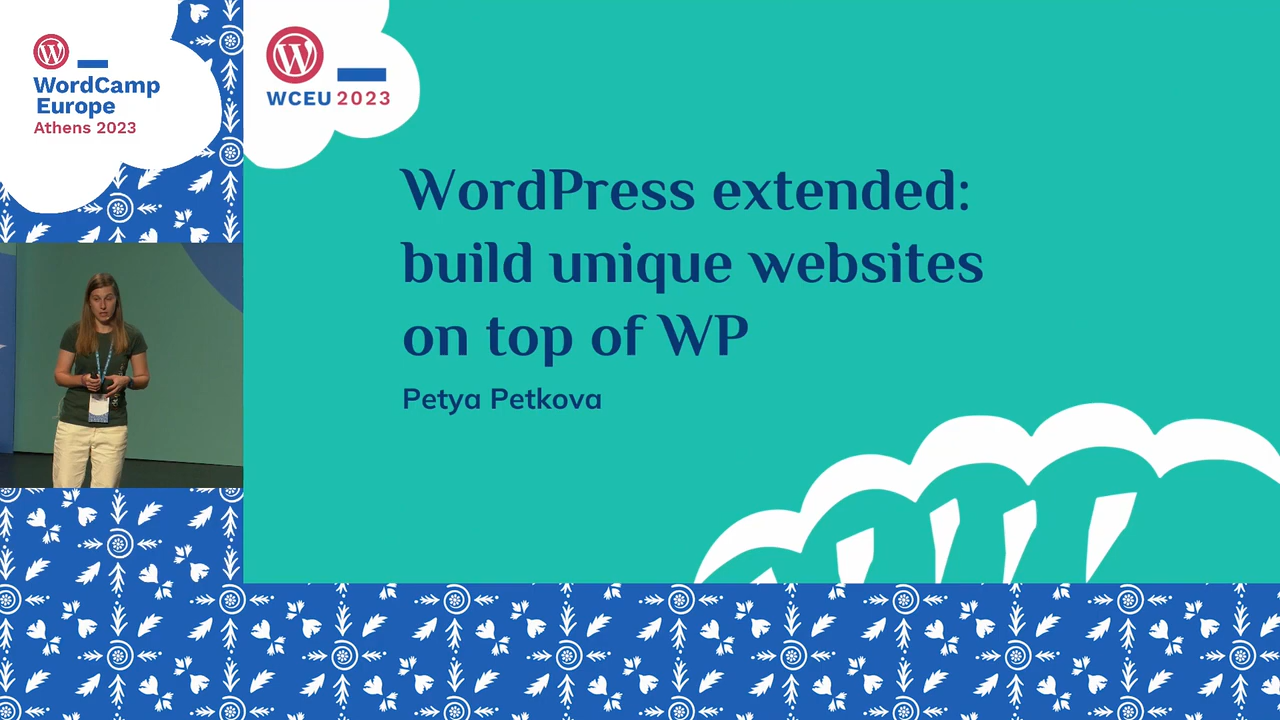 WordCamp
Europe
Athens 2023
WCEU 2023
WordPress extended:
build unique websites
on top of WP
Petya Petkova